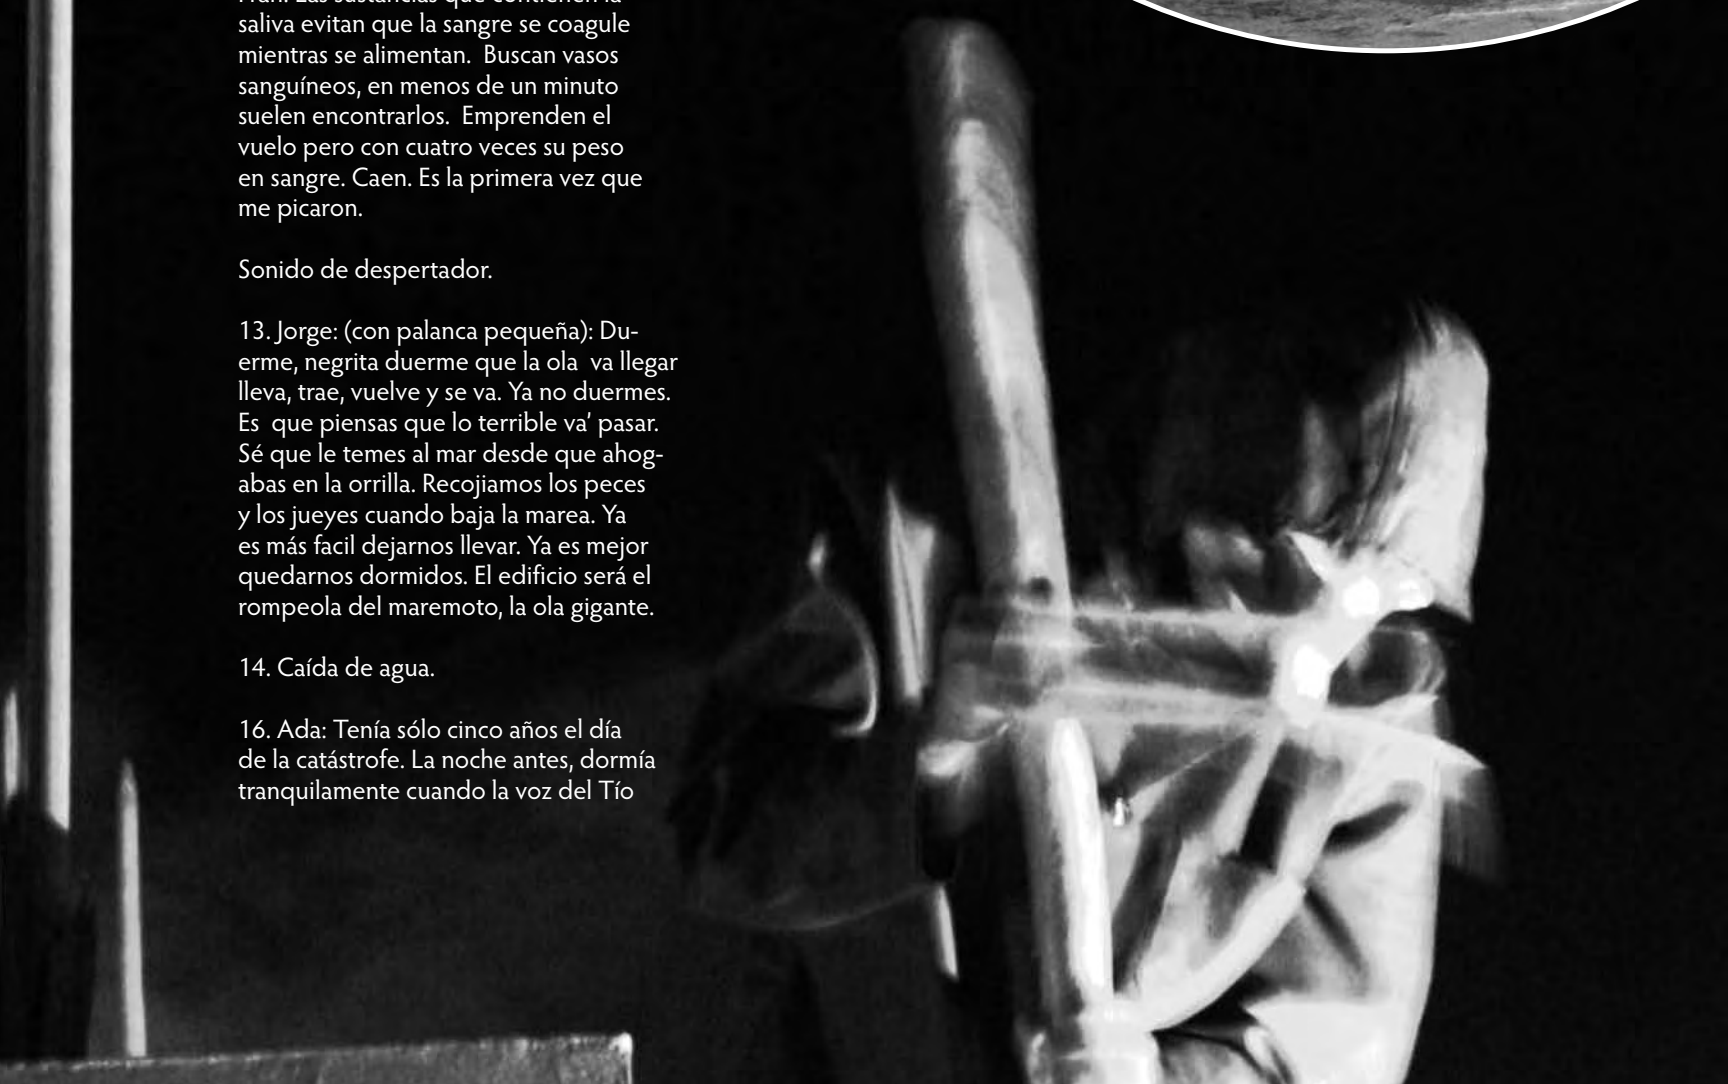 Fran: Las sustancias que contienen la
saliva evitan que la sangre se coagule
mientras se alimentan.  Buscan vasos
sanguíneos, en menos de un minuto
suelen encontrarlos.  Emprenden el
vuelo pero con cuatro veces su peso
en sangre. Caen. Es la primera vez que
me picaron.
Sonido de despertador.
13. Jorge: (con palanca pequeña): Du-
erme, negrita duerme que la ola  va llegar
lleva, trae, vuelve y se va. Ya no duermes.
Es  que piensas que lo terrible va’ pasar.
Sé que le temes al mar desde que ahog-
abas en la orrilla. Recojiamos los peces
y los jueyes cuando baja la marea. Ya
es más facil dejarnos llevar. Ya es mejor
quedarnos dormidos. El edificio será el
rompeola del maremoto, la ola gigante.
14. Caída de agua.
16. Ada: Tenía sólo cinco años el día
de la catástrofe. La noche antes, dormía
tranquilamente cuando la voz del Tío